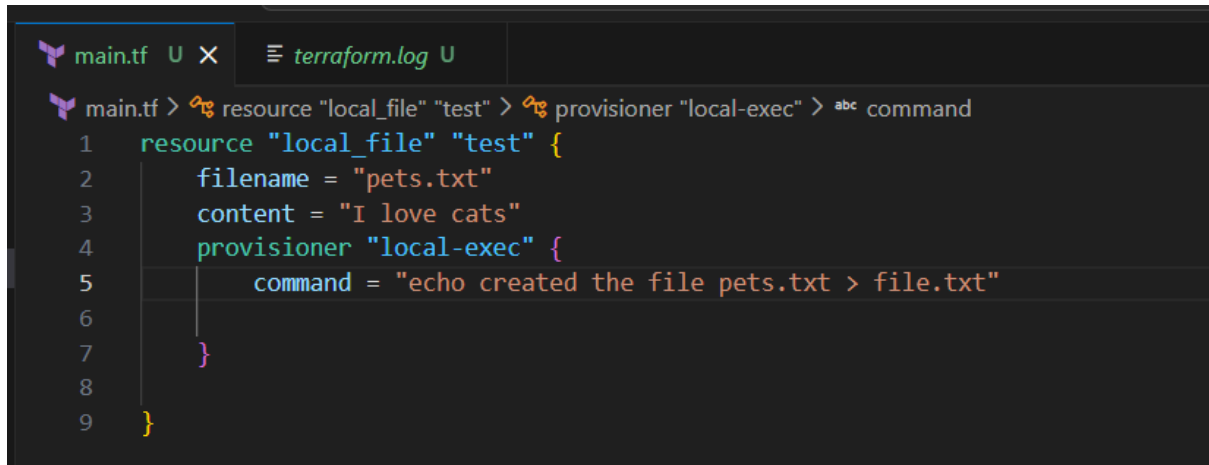 main.tf U X terraform.log U
main.tf > resource "local_file" "test" > provisioner "local-exec" > abc command
1 resource "local_file" "test" {
2 filename = "pets.txt"
3 content = "I love cats"
4 provisioner "local-exec" {
5 command = "echo created the file pets.txt > file.txt"
6
7 }
8
9 }